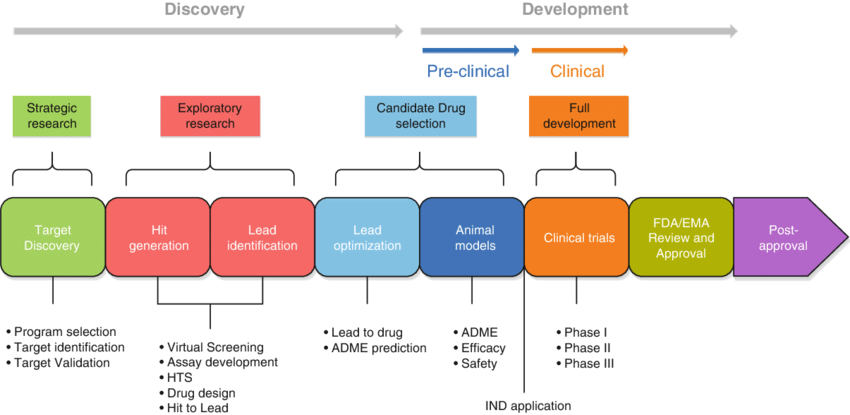 Discovery
Development
Pre-clinical
Clinical
Strategic
research
Exploratory
research
Candidate Drug
selection
Full
development
Target
Discovery
Hit
generation
Lead
identification
Lead
optimization
Animal
models
Clinical trials
FDA/EMA
Review and
Approval
Post-
approval
• Program selection
• Target identification
• Target Validation
• Virtual Screening
• Assay development
• HTS
• Drug design
• Hit to Lead
• Lead to drug
• ADME prediction
• ADME
• Efficacy
• Safety
• Phase I
• Phase II
• Phase III
IND application